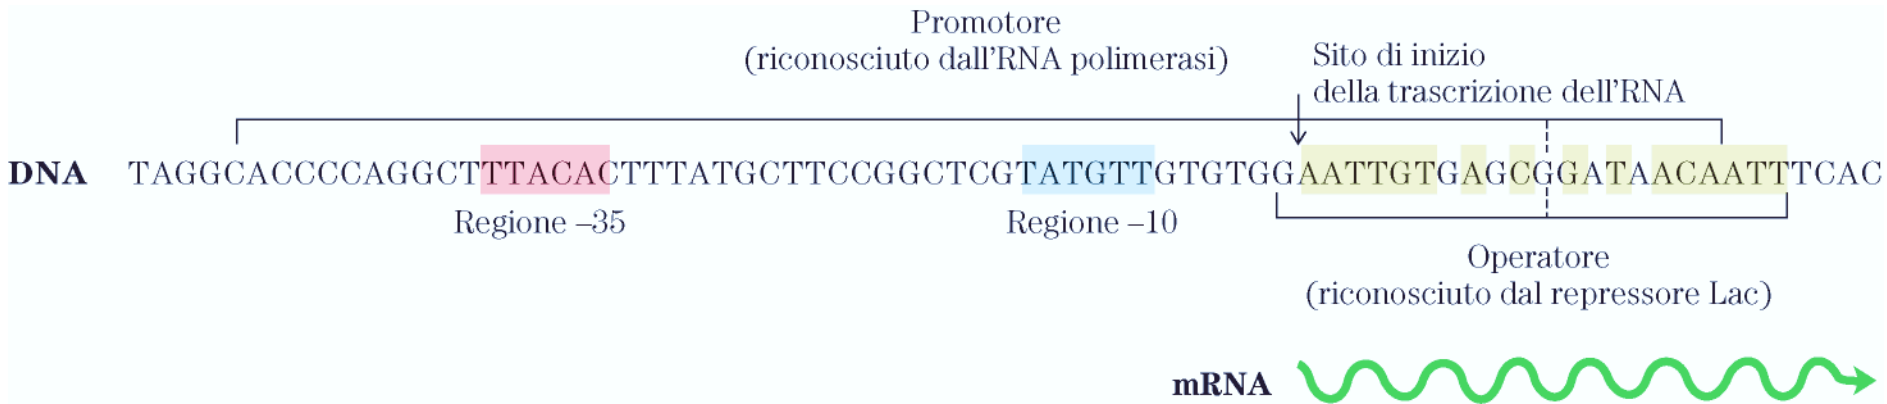 Promotore
(riconosciuto dall'RNA polimerasi)
Sito di inizio
della trascrizione dell'RNA
DNA TAGGCACCCCAGGCTTTACACTTTATGCTTCCGGCTCGTATGTTGTGTGGAATTGTGAGCGGATAACAATTTCAC
Regione –35
Regione –10
Operatore
(riconosciuto dal repressore Lac)
mRNA